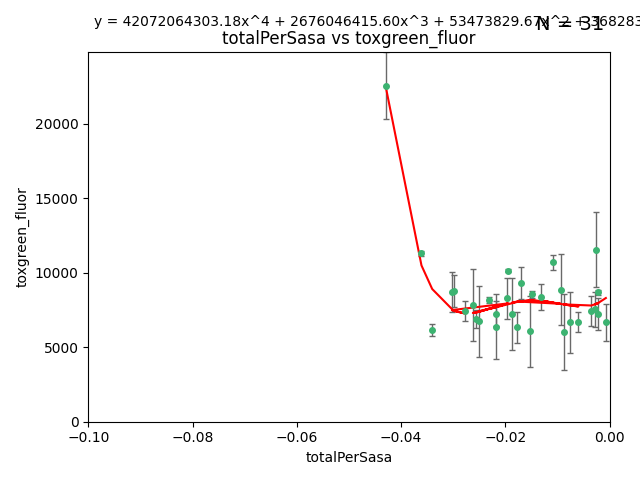 y = 42072064303.18x^4 + 2676046415.60x^3 + 53473829.67x^2 + 368283
N = 31
totalPerSasa vs toxgreen_fluor
20000
15000
10000
5000
0
toxgreen_fluor
−0.10 −0.08 −0.06 −0.04 −0.02 0.00
totalPerSasa